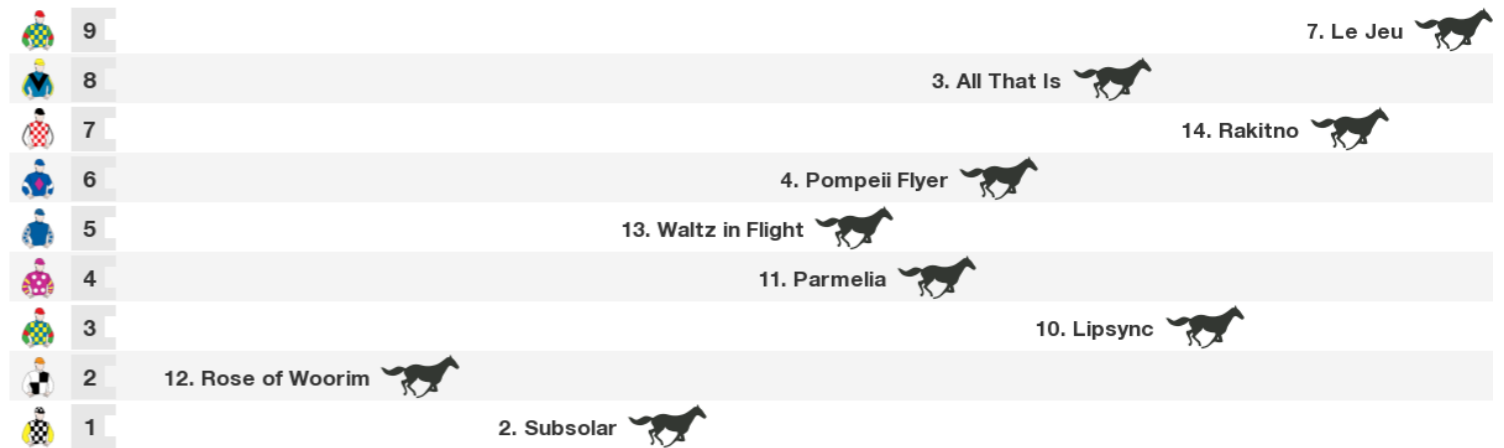 9 7. Le Jeu
8 3. All That Is
7 14. Rakitno
6 4. Pompeii Flyer
5 13. Waltz in Flight
4 11. Parmelia
3 10. Lipsync
2 12. Rose of Woorim
1 2. Subsolar